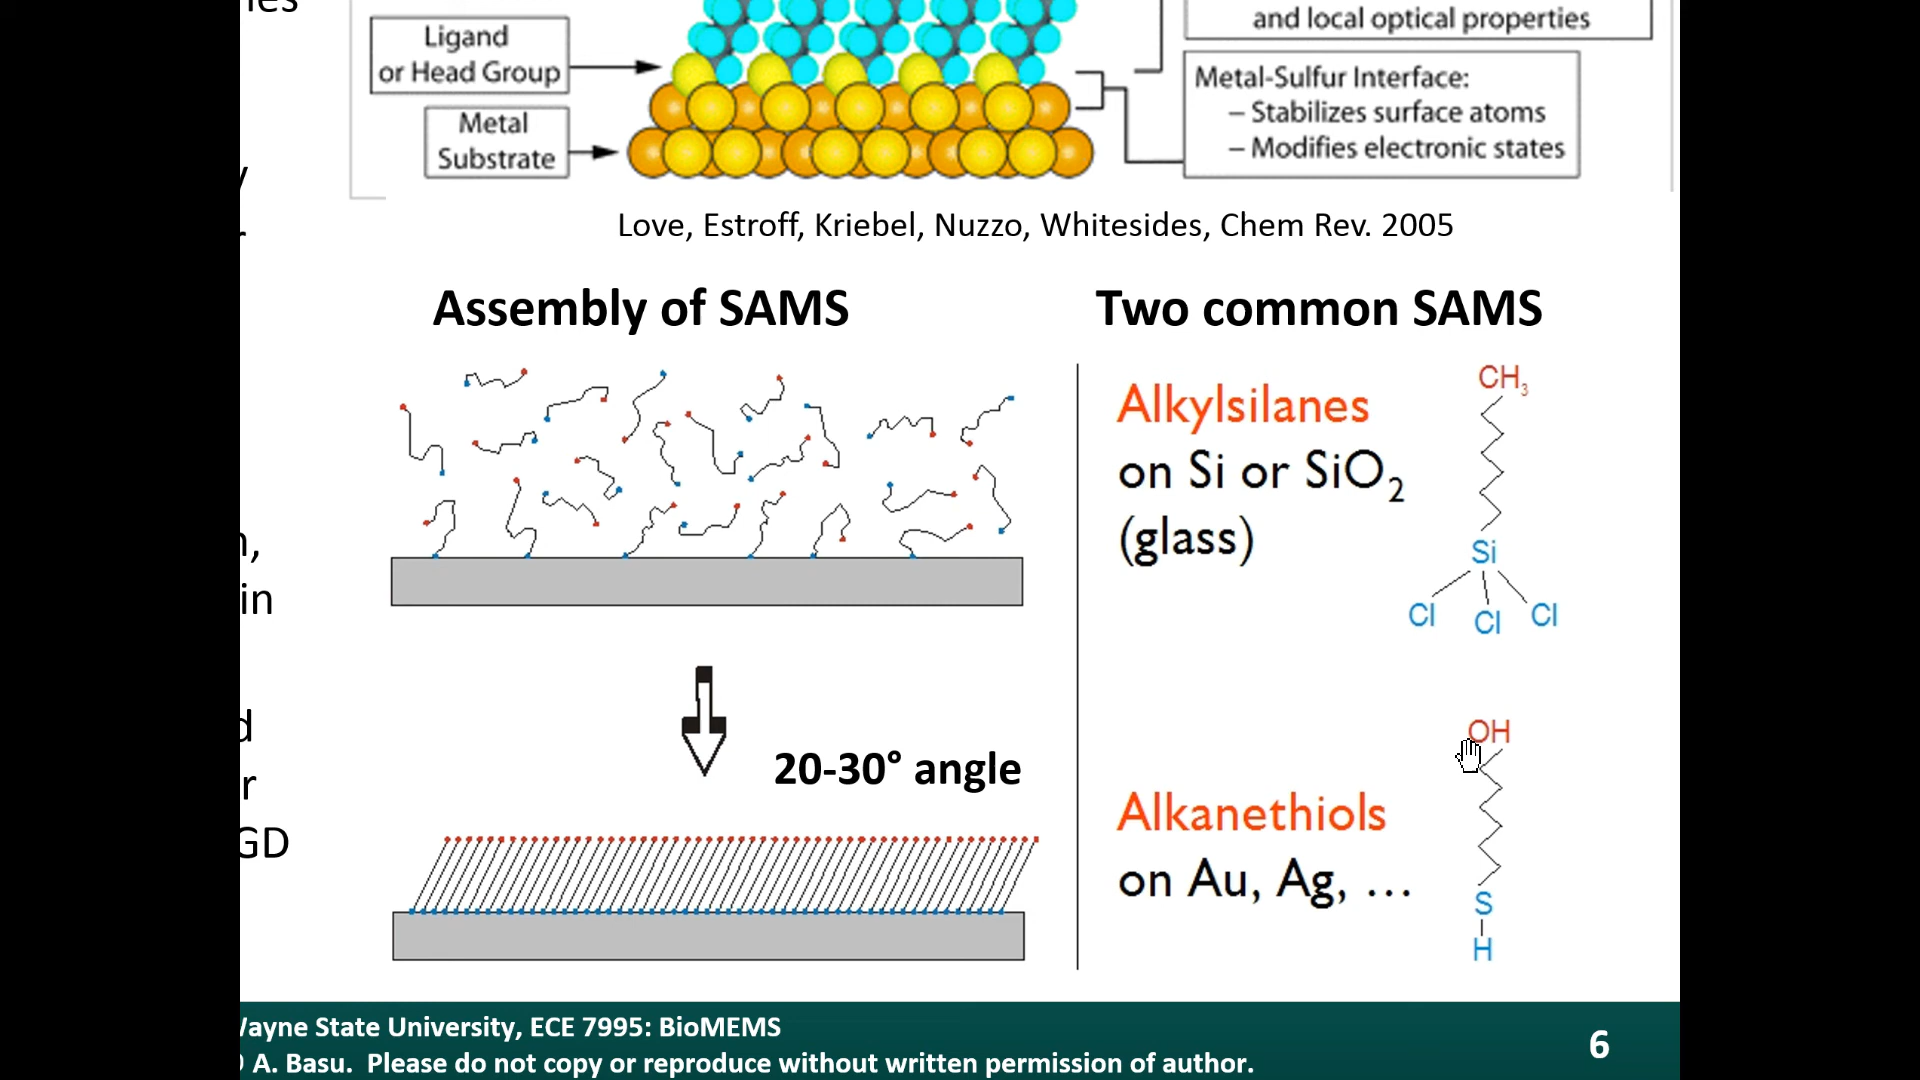 and local optical properties
Ligand
or Head Group
Metal-Sulfur Interface:
– Stabilizes surface atoms
– Modifies electronic states
Metal
Substrate
Love, Estroff, Kriebel, Nuzzo, Whitesides, Chem Rev. 2005
Assembly of SAMS
Two common SAMS
Alkylsilanes
on Si or SiO2
(glass)
CH3
Si
Cl Cl Cl
20-30° angle
OH
Alkanethiols
on Au, Ag, …
S
H
in
GD
State University, ECE 7995: BioMEMS
A. Basu. Please do not copy or reproduce without written permission of author.
6